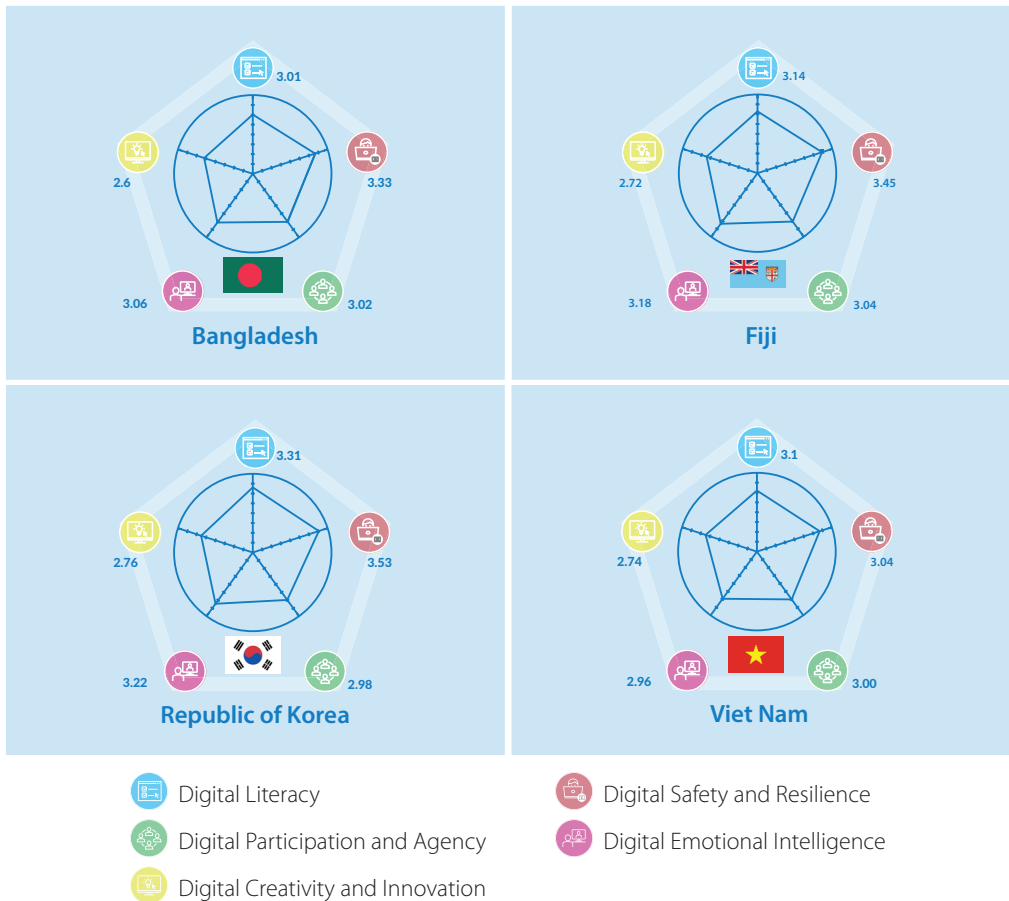 3.01
2.6
3.33
3.06
3.02
Bangladesh
3.14
2.72
3.45
3.18
3.04
Fiji
3.31
2.76
3.53
3.22
2.98
Republic of Korea
3.1
2.74
3.04
2.96
3.00
Viet Nam
Digital Literacy
Digital Safety and Resilience
Digital Participation and Agency
Digital Emotional Intelligence
Digital Creativity and Innovation